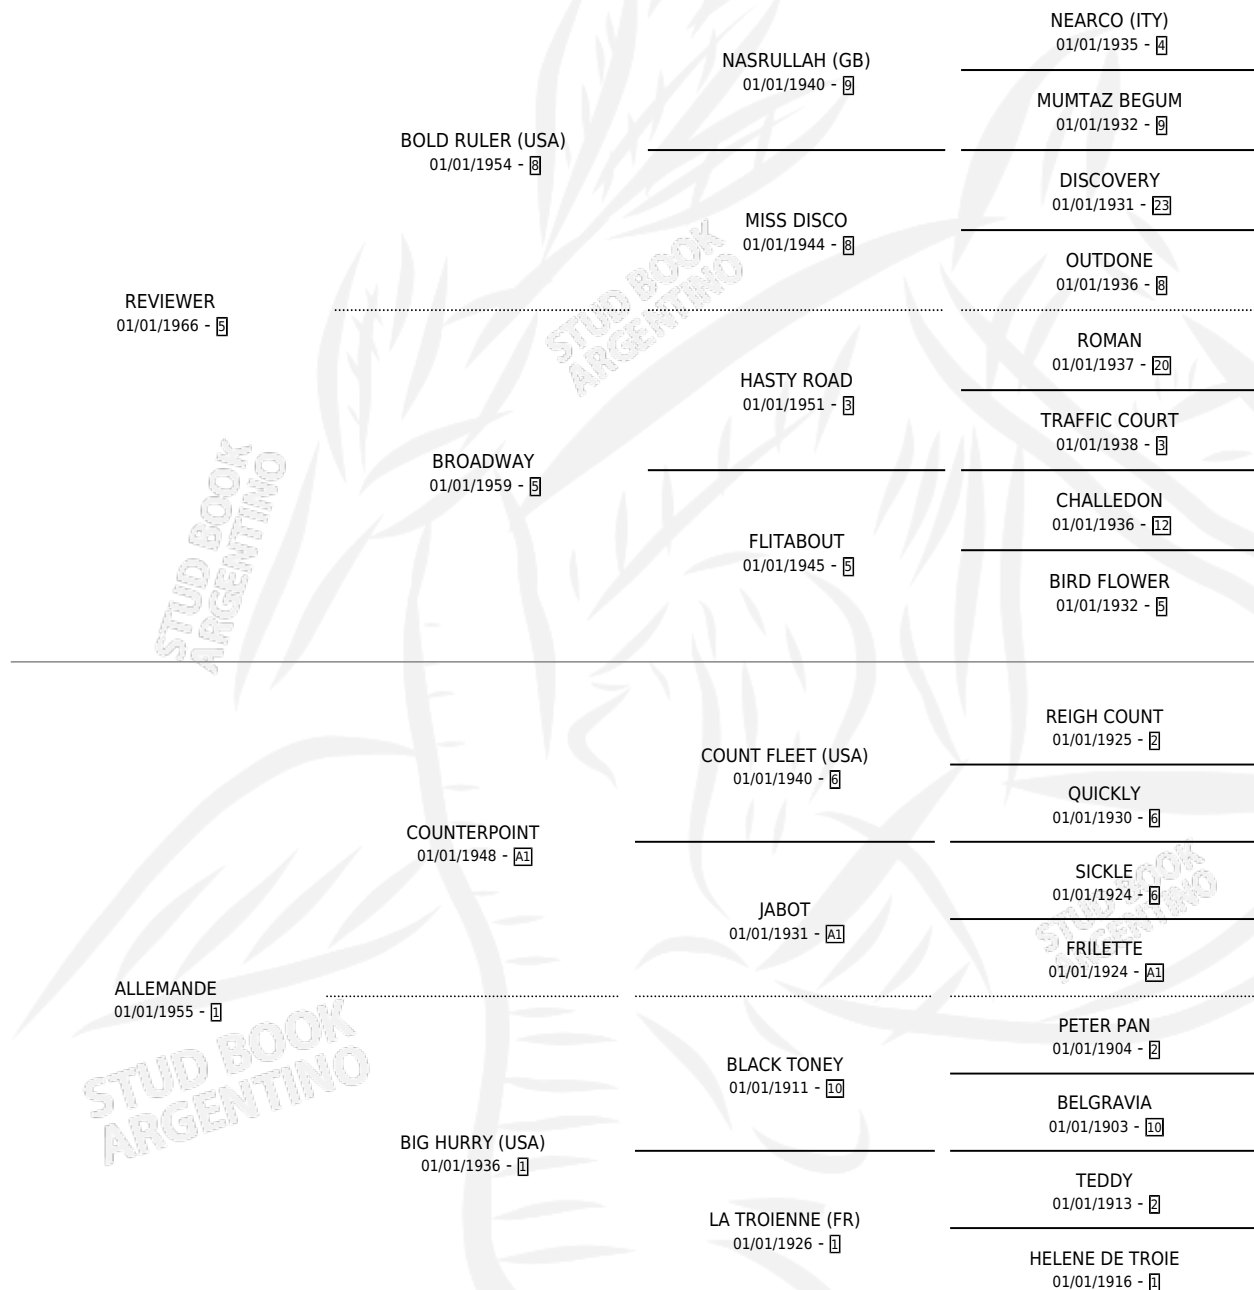 REVIEWER
01/01/1966 - 5
BOLD RULER (USA)
01/01/1954 - 8
NASRULLAH (GB)
01/01/1940 - 9
NEARCO (ITY)
01/01/1935 - 4
MUMTAZ BEGUM
01/01/1932 - 9
MISS DISCO
01/01/1944 - 8
DISCOVERY
01/01/1931 - 23
OUTDONE
01/01/1936 - 8
BROADWAY
01/01/1959 - 5
HASTY ROAD
01/01/1951 - 3
ROMAN
01/01/1937 - 20
TRAFFIC COURT
01/01/1938 - 3
FLITABOUT
01/01/1945 - 5
CHALLEDON
01/01/1936 - 12
BIRD FLOWER
01/01/1932 - 5
ALLEMANDE
01/01/1955 - 1
COUNTERPOINT
01/01/1948 - A1
COUNT FLEET (USA)
01/01/1940 - 6
REIGH COUNT
01/01/1925 - 2
QUICKLY
01/01/1930 - 6
JABOT
01/01/1931 - A1
SICKLE
01/01/1924 - 6
FRILETTE
01/01/1924 - A1
BIG HURRY (USA)
01/01/1936 - 1
BLACK TONEY
01/01/1911 - 10
PETER PAN
01/01/1904 - 2
BELGRAVIA
01/01/1903 - 10
LA TROIENNE (FR)
01/01/1926 - 1
TEDDY
01/01/1913 - 2
HELENE DE TROIE
01/01/1916 - 1
STUD BOOK
ARGENTINO
STUD BOOK
ARGENTINO
STUD BOOK
ARGENTINO
STUD BOOK
ARGENTINO